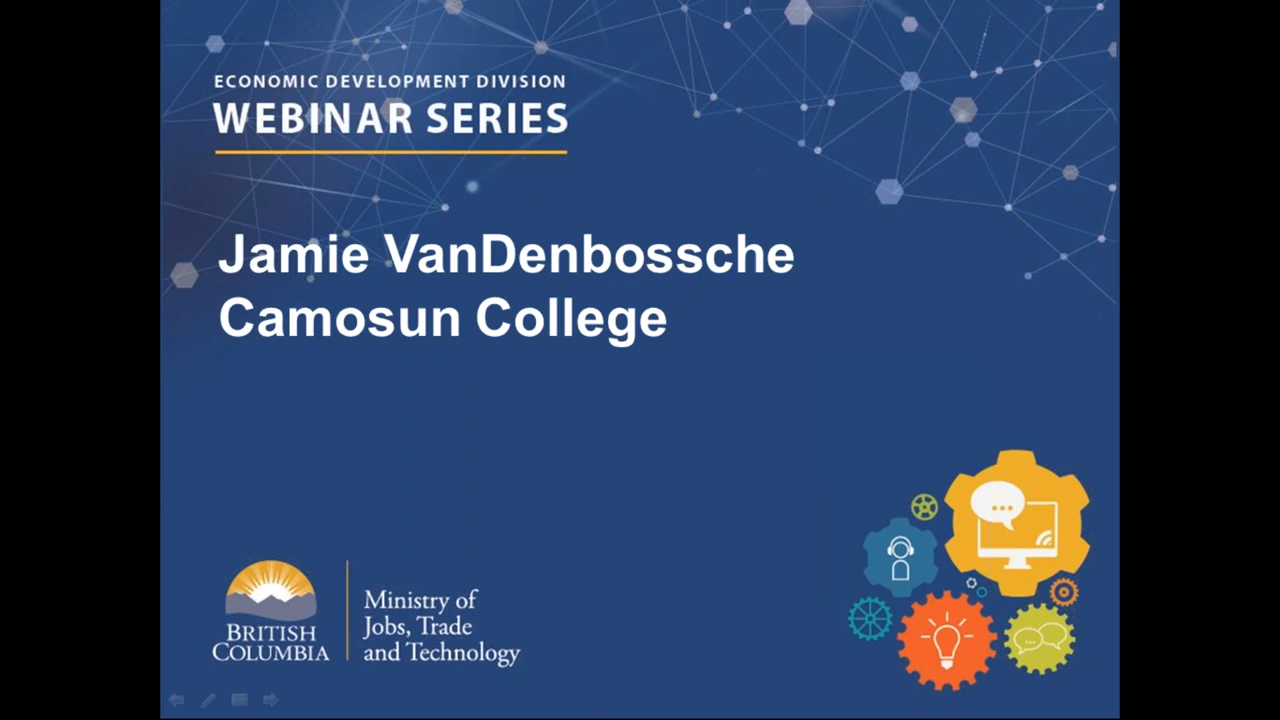 ECONOMIC DEVELOPMENT DIVISION
WEBINAR SERIES
Jamie VanDenbossche
Camosun College
BRITISH
COLUMBIA
Ministry of
Jobs, Trade
and Technology